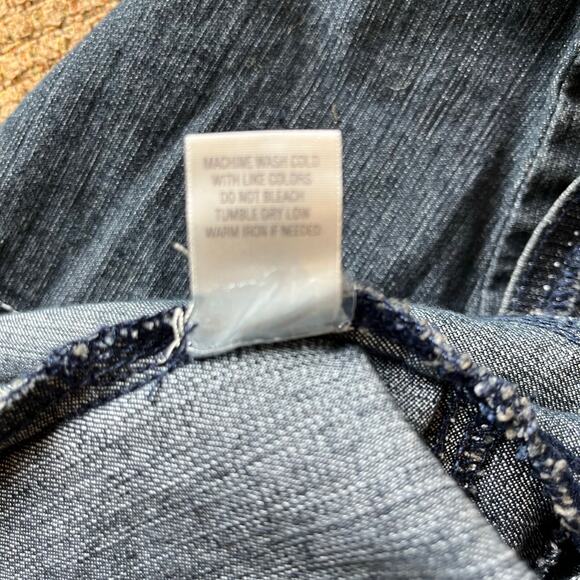 MACHINE WASH COLD
WITH LIKE COLORS
DO NOT BLEACH
TUMBLE DRY LOW
WARM IRON IF NEEDED